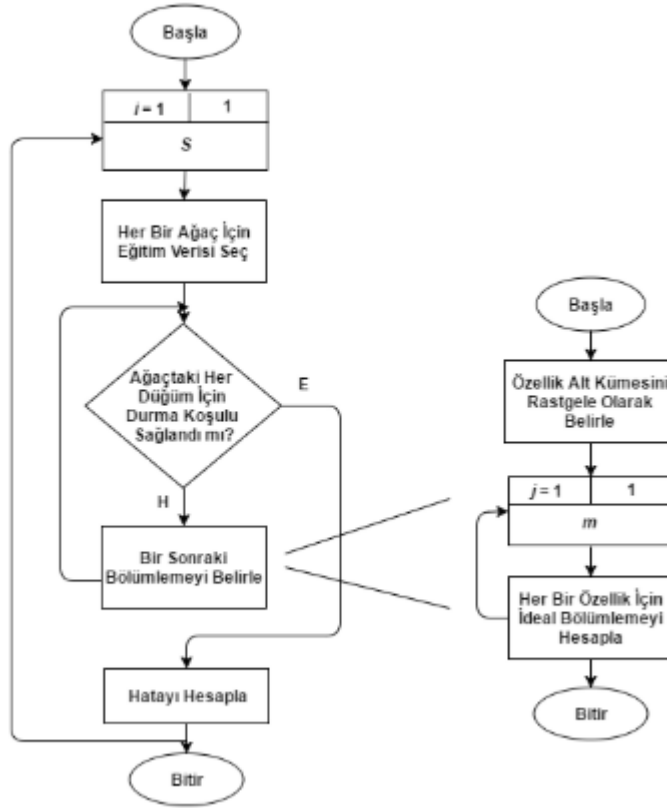 Başla
i = 1
1
S
Her Bir Ağaç İçin
Eğitim Verisi Seç
Ağaçtaki Her
Düğüm İçin
Durma Koşulu
Sağlandı mı?
E
H
Bir Sonraki
Bölümlemeyi Belirle
Hatayı Hesapla
Bitir
Başla
Özellik Alt Kümesini
Rastgele Olarak
Belirle
j = 1
1
m
Her Bir Özellik İçin
İdeal Bölümlemeyi
Hesapla
Bitir